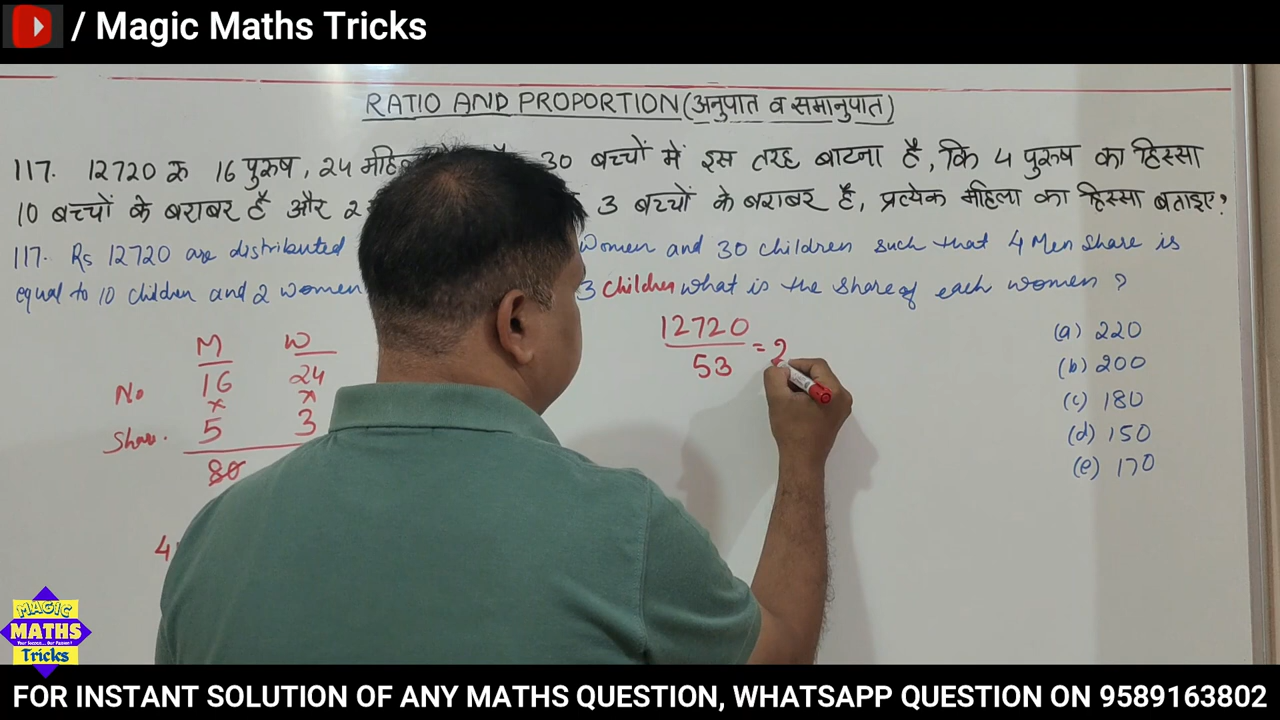 / Magic Maths Tricks
RATIO AND PROPORTION (अनुपात व समानुपात)
117. 12720 रु 16 पुरुष, 24 30 बच्चों में इस तरह बाटना है, कि 4 पुरुष का हिस्सा
10 बच्चों के बराबर है और 2 3 बच्चों के बराबर है, प्रत्येक महिला का हिस्सा बताइए?
117. Rs 12720 are distributed women and 30 children such that 4 Men share is
equal to 10 children and 2 women 3 children what is the share of each women ?
M W
No 16 24
x x
Share. 5 3
80
4
12720
53
= 2
(a) 220
(b) 200
(c) 180
(d) 150
(e) 170
MAGIC
MATHS
Tricks
FOR INSTANT SOLUTION OF ANY MATHS QUESTION, WHATSAPP QUESTION ON 9589163802